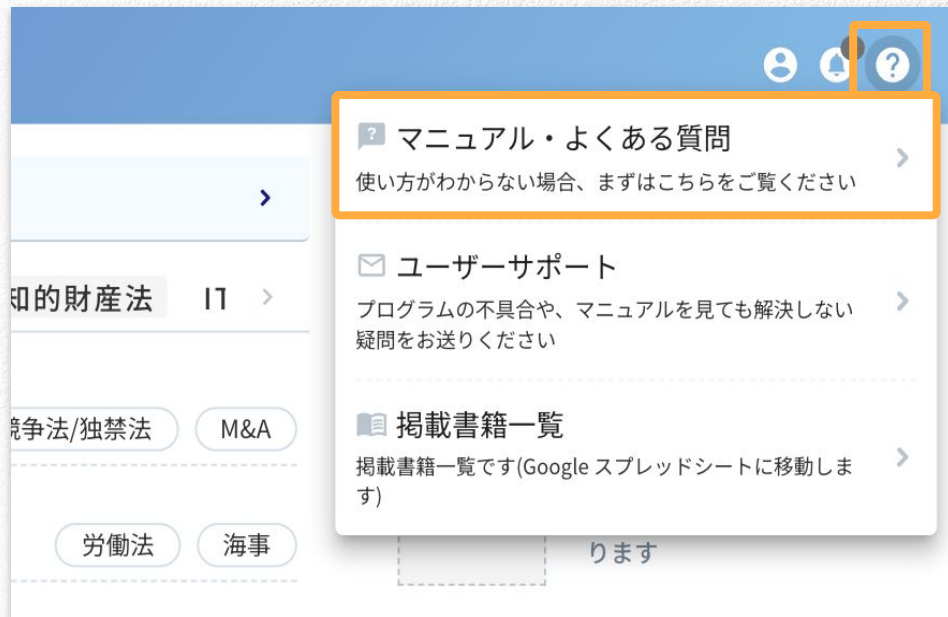 マニュアル・よくある質問
使い方がわからない場合、まずはこちらをご覧ください
ユーザーサポート
プログラムの不具合や、マニュアルを見ても解決しない
疑問をお送りください
掲載書籍一覧
掲載書籍一覧です(Google スプレッドシートに移動しま
す)
知的財産法 IT
競争法/独禁法 M&A
労働法 海事
ります